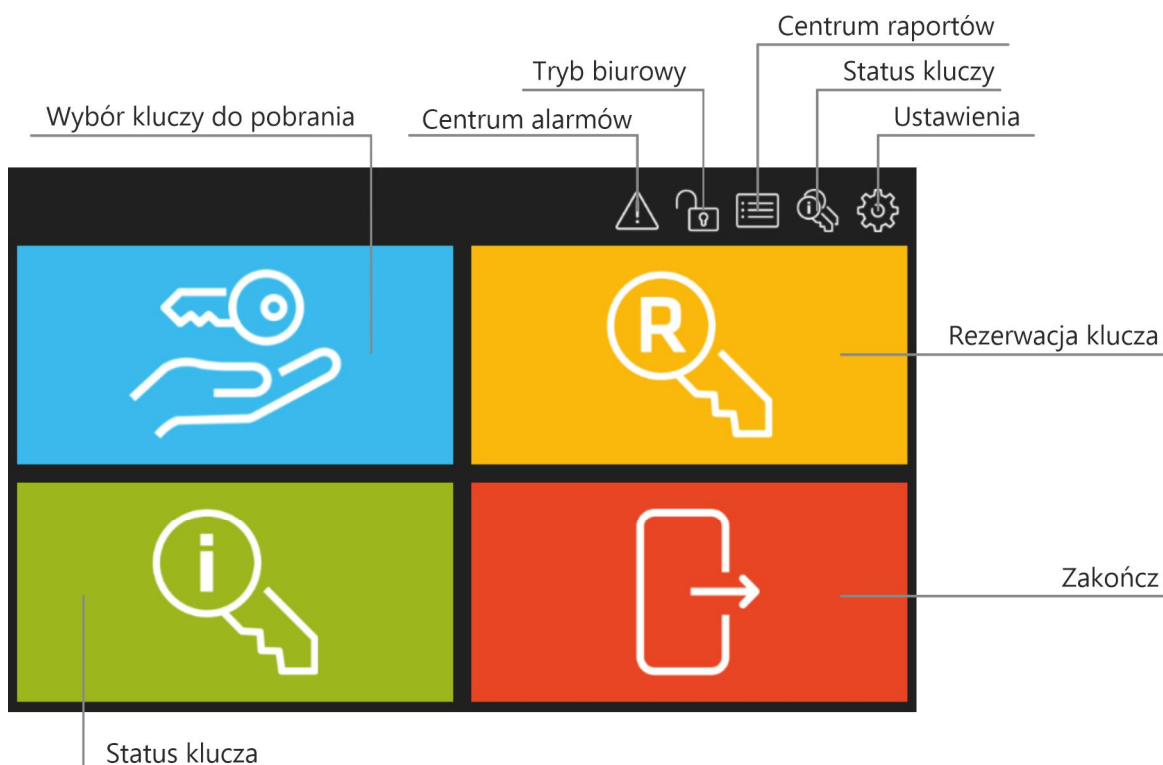 Centrum raportów
Tryb biurowy
Status kluczy
Wybór kluczy do pobrania
Centrum alarmów
Ustawienia
R
Rezerwacja klucza
i
Zakończ
Status klucza